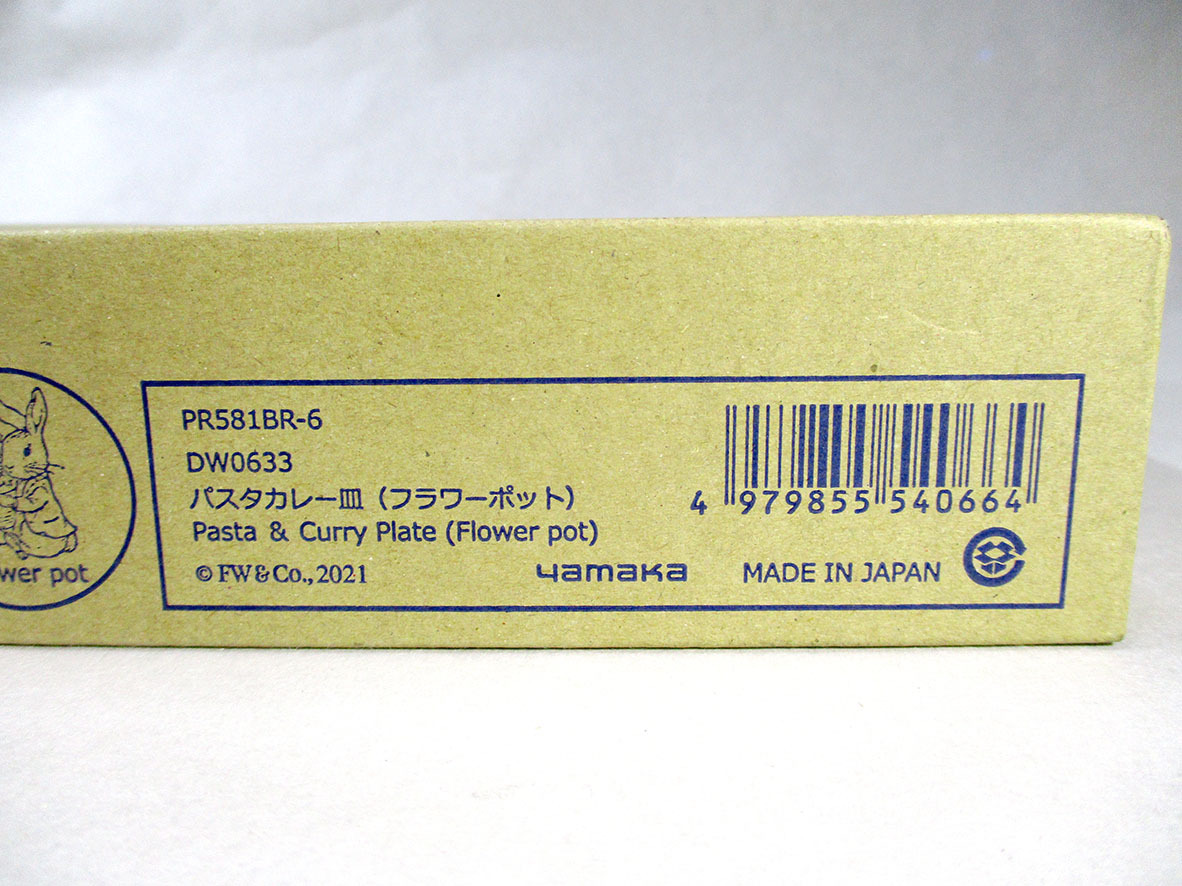 PR581BR-6
DW0633
パスタカレー皿（フラワーポット）
Pasta & Curry Plate (Flower pot)
© FW&Co., 2021
yamaka
MADE IN JAPAN
4 979855 540664
wer pot